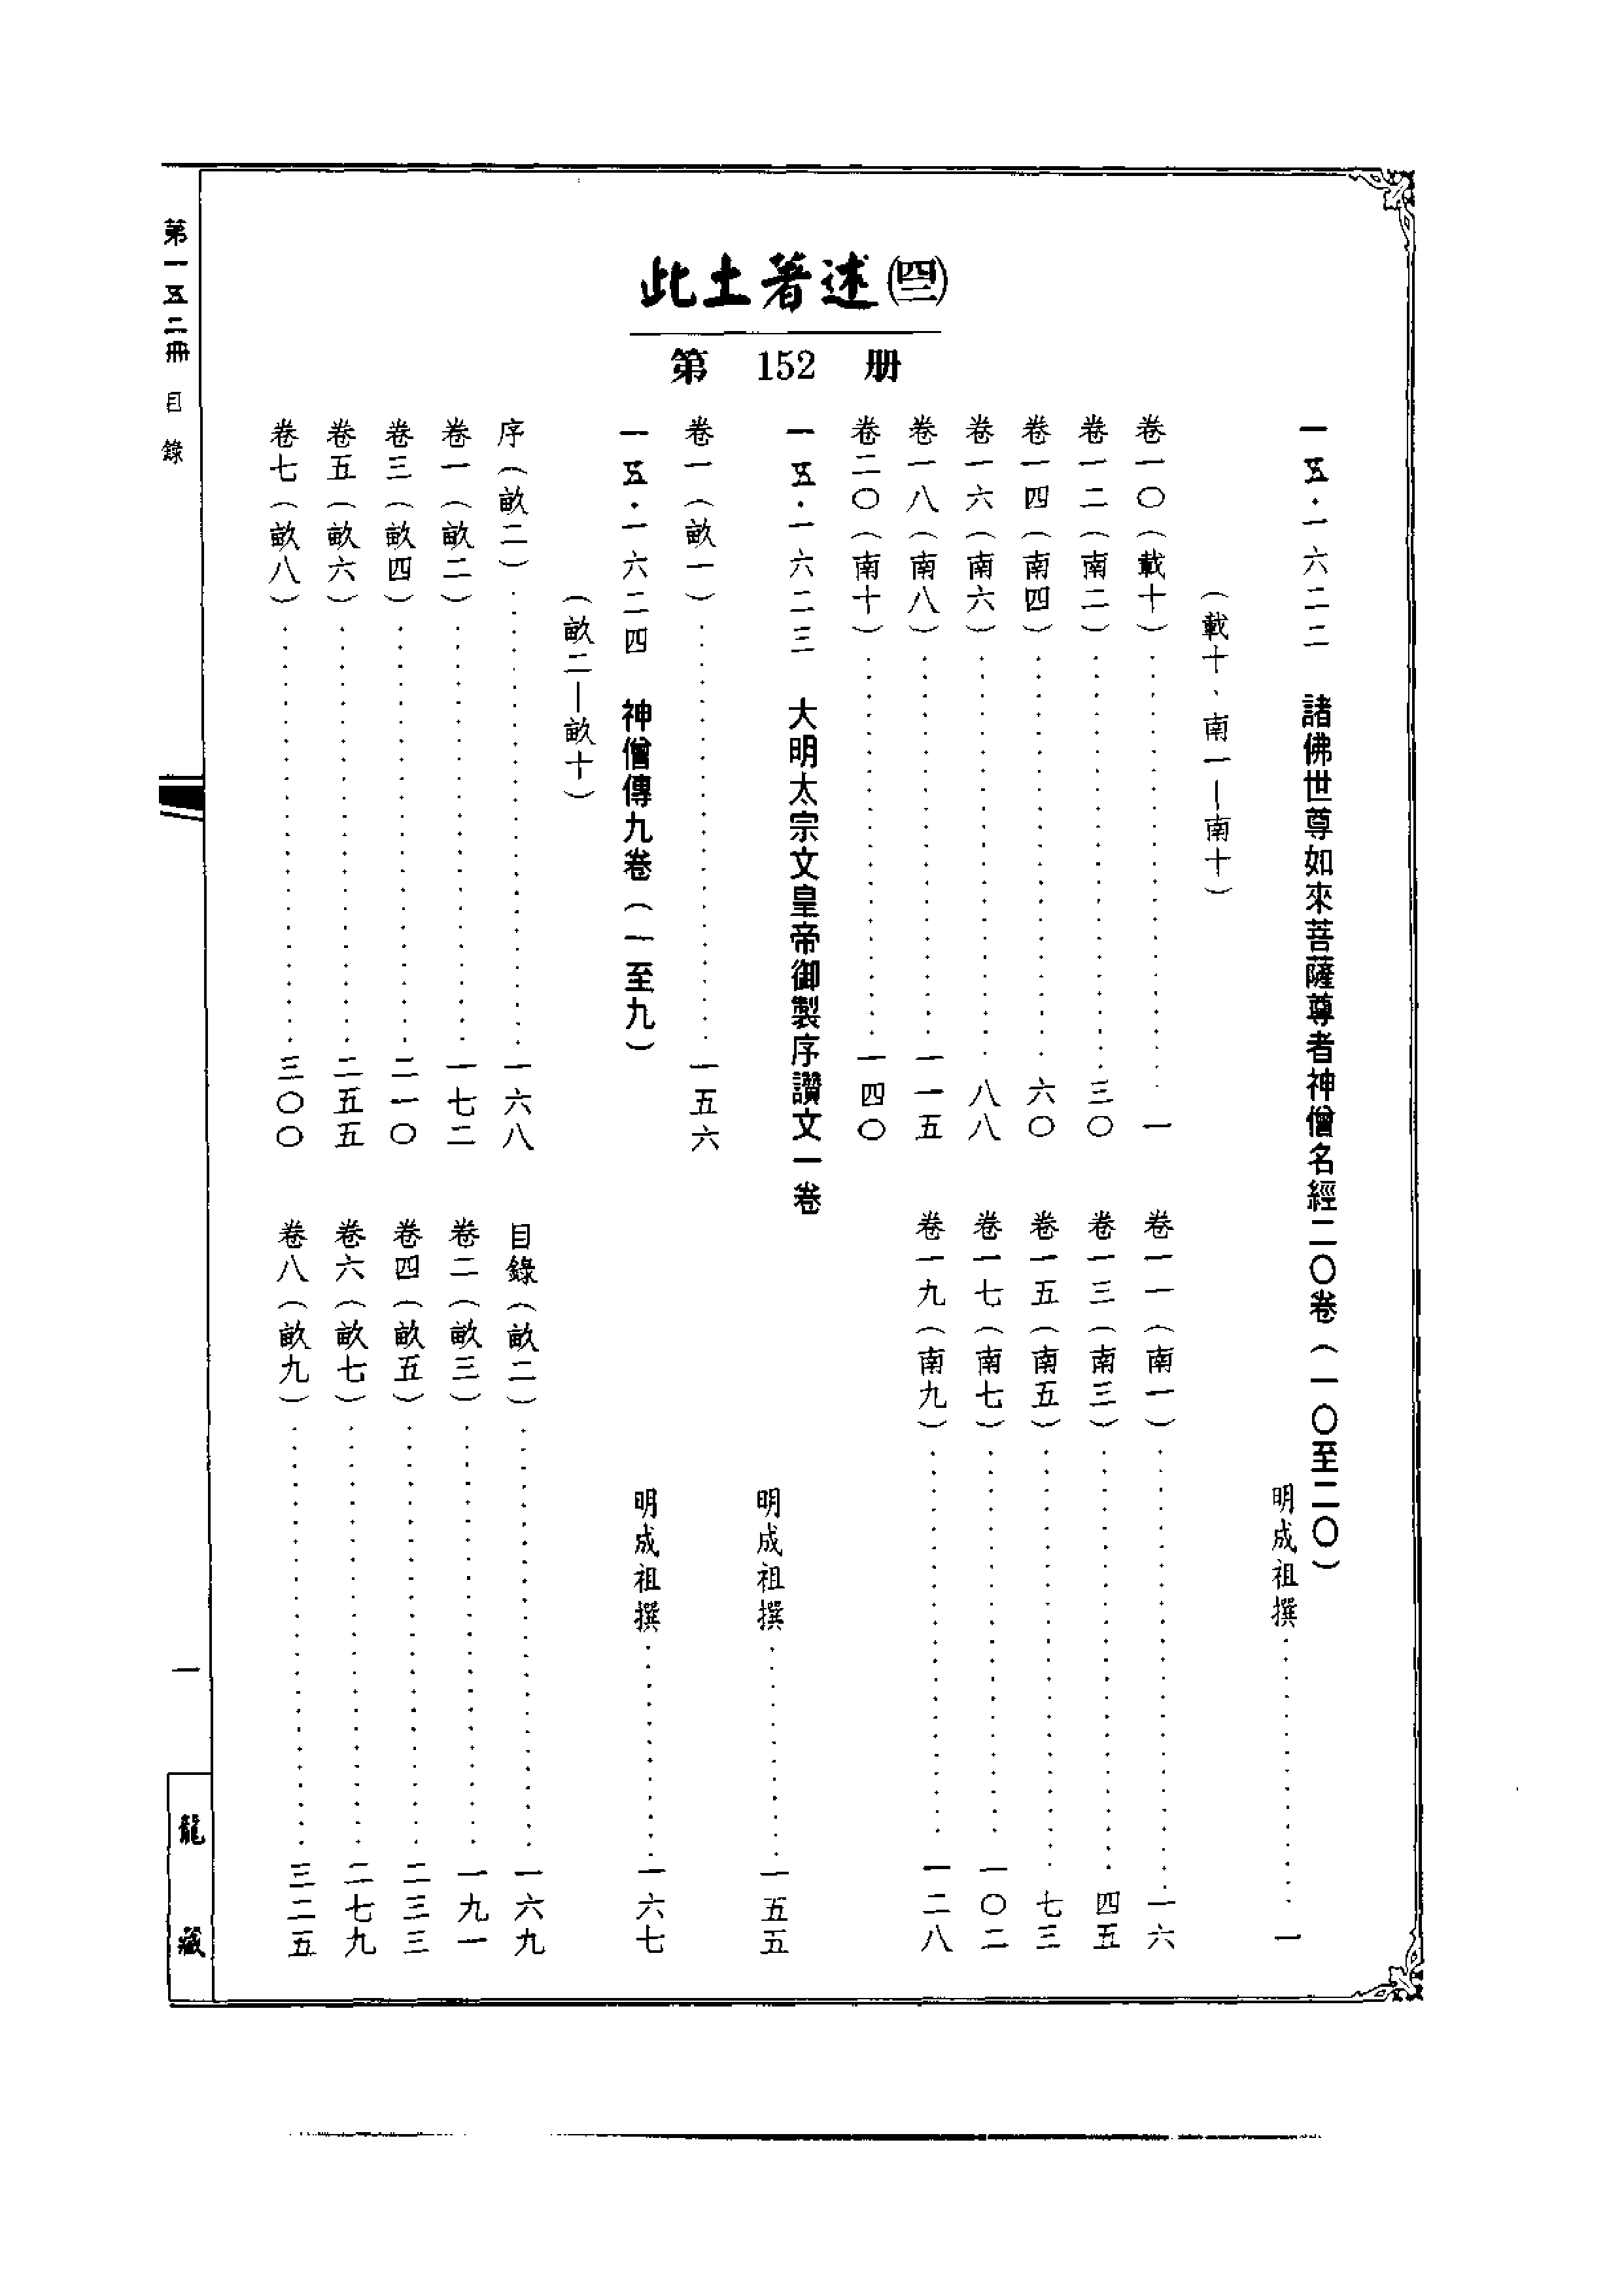 此土著述(四三)
第 152 册
一五·一六二二 諸佛世尊如來菩薩尊者神僧名經二〇卷(一〇至二〇)
明成祖撰……………一
(載十、南一—南十)
卷一〇(載十)……………一
卷一一(南一)……………一六
卷一二(南二)……………三〇
卷一三(南三)……………四五
卷一四(南四)……………六〇
卷一五(南五)……………七三
卷一六(南六)……………八八
卷一七(南七)……………一〇二
卷一八(南八)……………一一五
卷一九(南九)……………一二八
卷二〇(南十)……………一四〇
一五·一六二三 大明太宗文皇帝御製序讚文一卷
明成祖撰……………一五五
卷一(畝一)……………一五六
一五·一六二四 神僧傳九卷(一至九)
明成祖撰……………一六七
(畝二—畝十)
序(畝二)……………一六八
目錄(畝二)……………一六九
卷一(畝二)……………一七二
卷二(畝三)……………一九一
卷三(畝四)……………二一〇
卷四(畝五)……………二三三
卷五(畝六)……………二五五
卷六(畝七)……………二七九
卷七(畝八)……………三〇〇
卷八(畝九)……………三二五
第一五二冊 目錄
一
龍藏